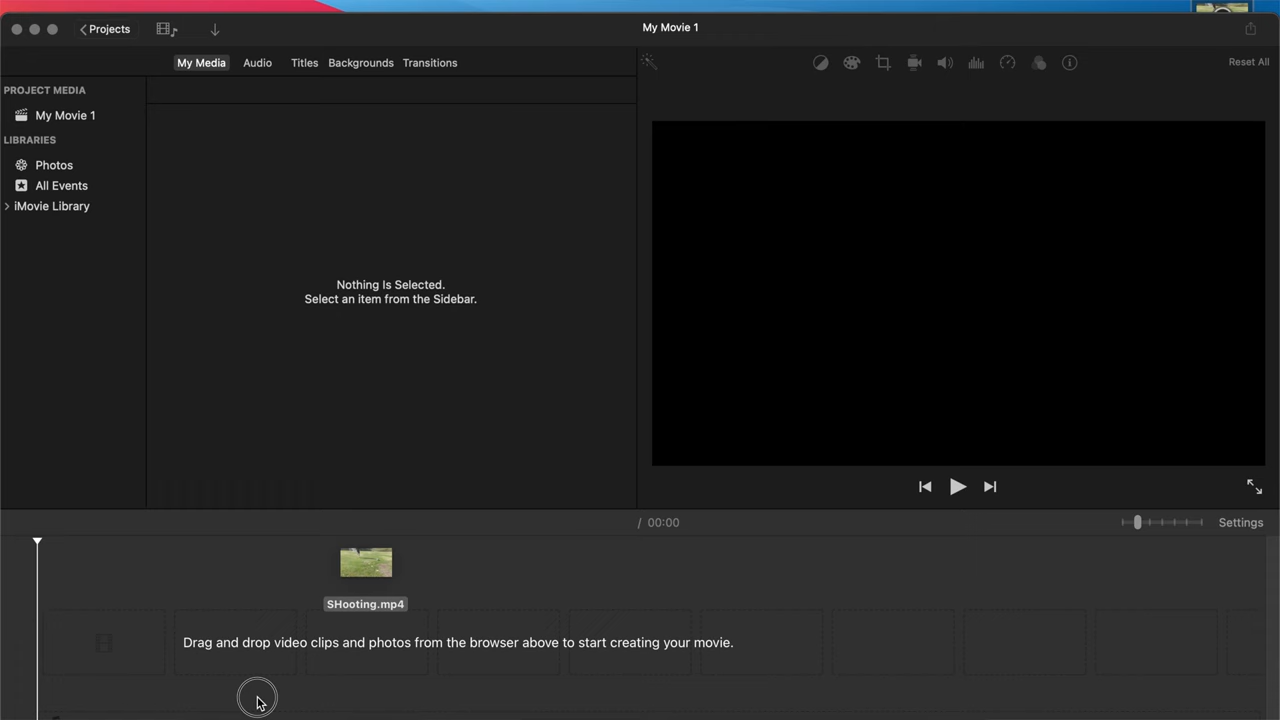 Projects
My Movie 1
My Media
Audio
Titles
Backgrounds
Transitions
Reset All
PROJECT MEDIA
My Movie 1
LIBRARIES
Photos
All Events
iMovie Library
Nothing Is Selected.
Select an item from the Sidebar.
/ 00:00
Settings
SHooting.mp4
Drag and drop video clips and photos from the browser above to start creating your movie.